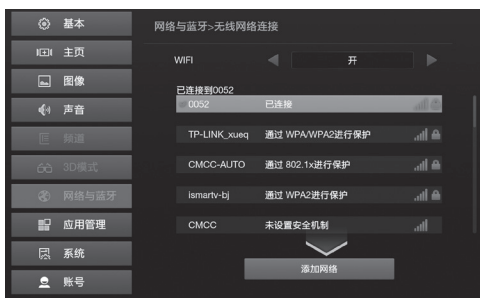 基本
主页
图像
声音
频道
3D模式
网络与蓝牙
应用管理
系统
账号
网络与蓝牙>无线网络连接
WIFI 开
已连接到0052
0052 已连接
TP-LINK_xueq 通过 WPA/WPA2进行保护
CMCC-AUTO 通过 802.1x进行保护
ismartv-bj 通过 WPA2进行保护
CMCC 未设置安全机制
添加网络